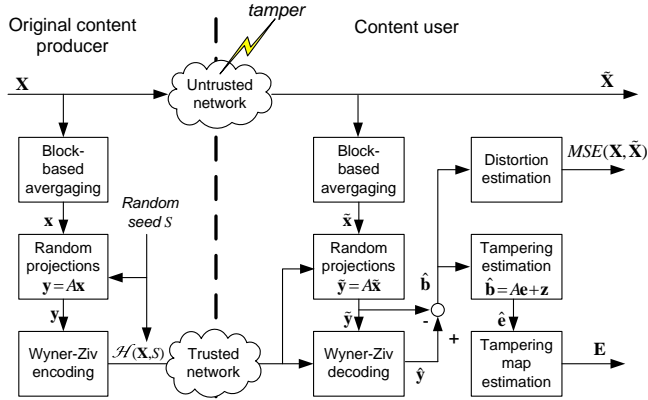 Original content
producer
tamper
Content user
X
Untrusted
network
X̃
Block-
based
avergaging
x
Random
seed S
Random
projections
y = Ax
y
Wyner-Ziv
encoding
ℋ(X,S)
Trusted
network
Block-
based
avergaging
x̃
Random
projections
ỹ = Ax̃
ỹ
Wyner-Ziv
decoding
ŷ
-
+
b̂
Distortion
estimation
MSE(X, X̃)
Tampering
estimation
b̂ = Ae + z
ê
Tampering
map
estimation
E